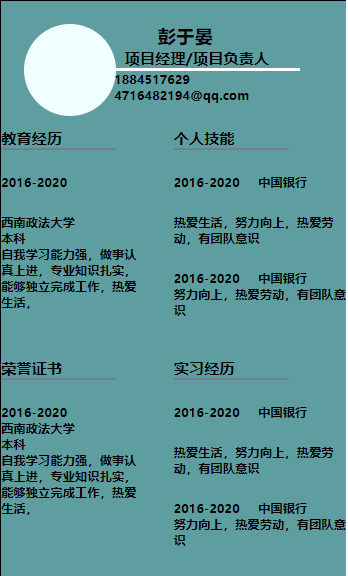 彭于晏
项目经理/项目负责人
1884517629
4716482194@qq.com
教育经历
2016-2020
西南政法大学
本科
自我学习能力强，做事认
真上进，专业知识扎实，
能够独立完成工作，热爱
生活，
个人技能
2016-2020 中国银行
热爱生活，努力向上，热爱劳
动，有团队意识
2016-2020 中国银行
努力向上，热爱劳动，有团队意
识
荣誉证书
2016-2020
西南政法大学
本科
自我学习能力强，做事认
真上进，专业知识扎实，
能够独立完成工作，热爱
生活，
实习经历
2016-2020 中国银行
热爱生活，努力向上，热爱劳
动，有团队意识
2016-2020 中国银行
努力向上，热爱劳动，有团队意
识